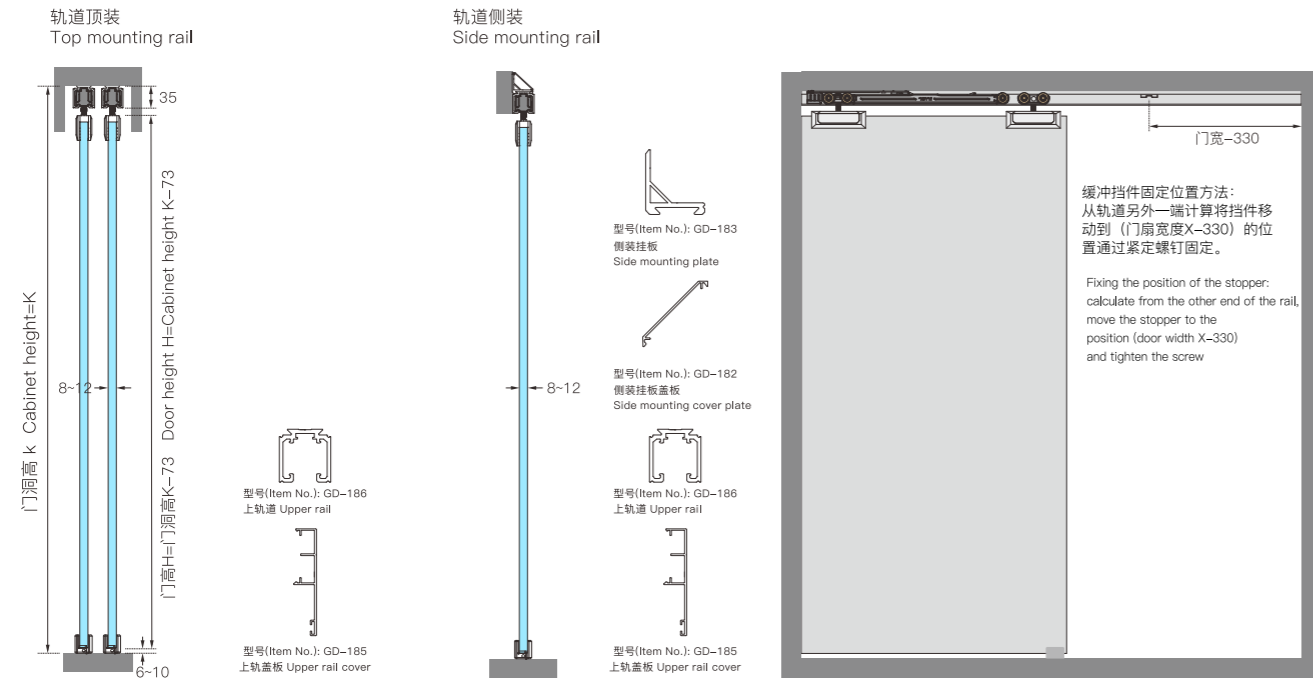 轨道顶装
Top mounting rail
35
门洞高 k Cabinet height=K
8~12
门高H=门洞高K-73 Door height H=Cabinet height K-73
6~10
型号(Item No.): GD-186
上轨道 Upper rail
型号(Item No.): GD-185
上轨盖板 Upper rail cover
轨道侧装
Side mounting rail
8~12
型号(Item No.): GD-183
侧装挂板
Side mounting plate
型号(Item No.): GD-182
侧装挂板盖板
Side mounting cover plate
型号(Item No.): GD-186
上轨道 Upper rail
型号(Item No.): GD-185
上轨盖板 Upper rail cover
门宽-330
缓冲挡件固定位置方法:
从轨道另外一端计算将挡件移
动到（门扇宽度X-330）的位
置通过紧定螺钉固定。
Fixing the position of the stopper:
calculate from the other end of the rail,
move the stopper to the
position (door width X-330)
and tighten the screw